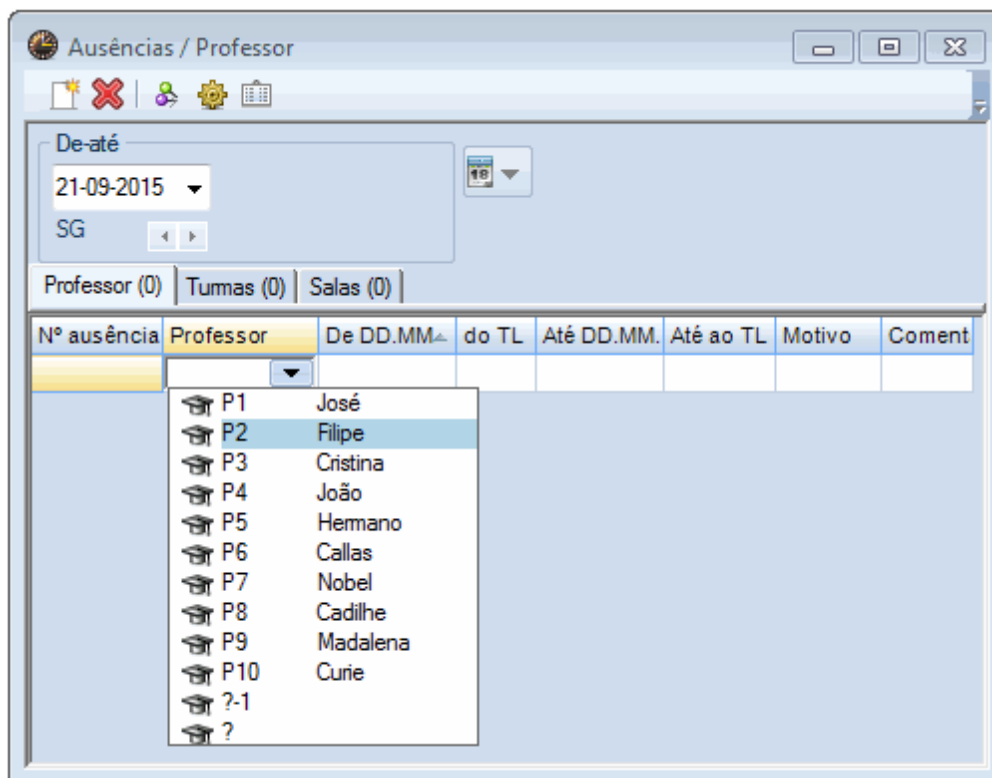 Ausências / Professor
De-até
18
21-09-2015
SG
Professor (0) Turmas (0) Salas (0)
Nº ausência Professor De DD.MM do TL Até DD.MM. Até ao TL Motivo Coment
P1 José
P2 Filipe
P3 Cristina
P4 João
P5 Hermano
P6 Callas
P7 Nobel
P8 Cadilhe
P9 Madalena
P10 Curie
?-1
?